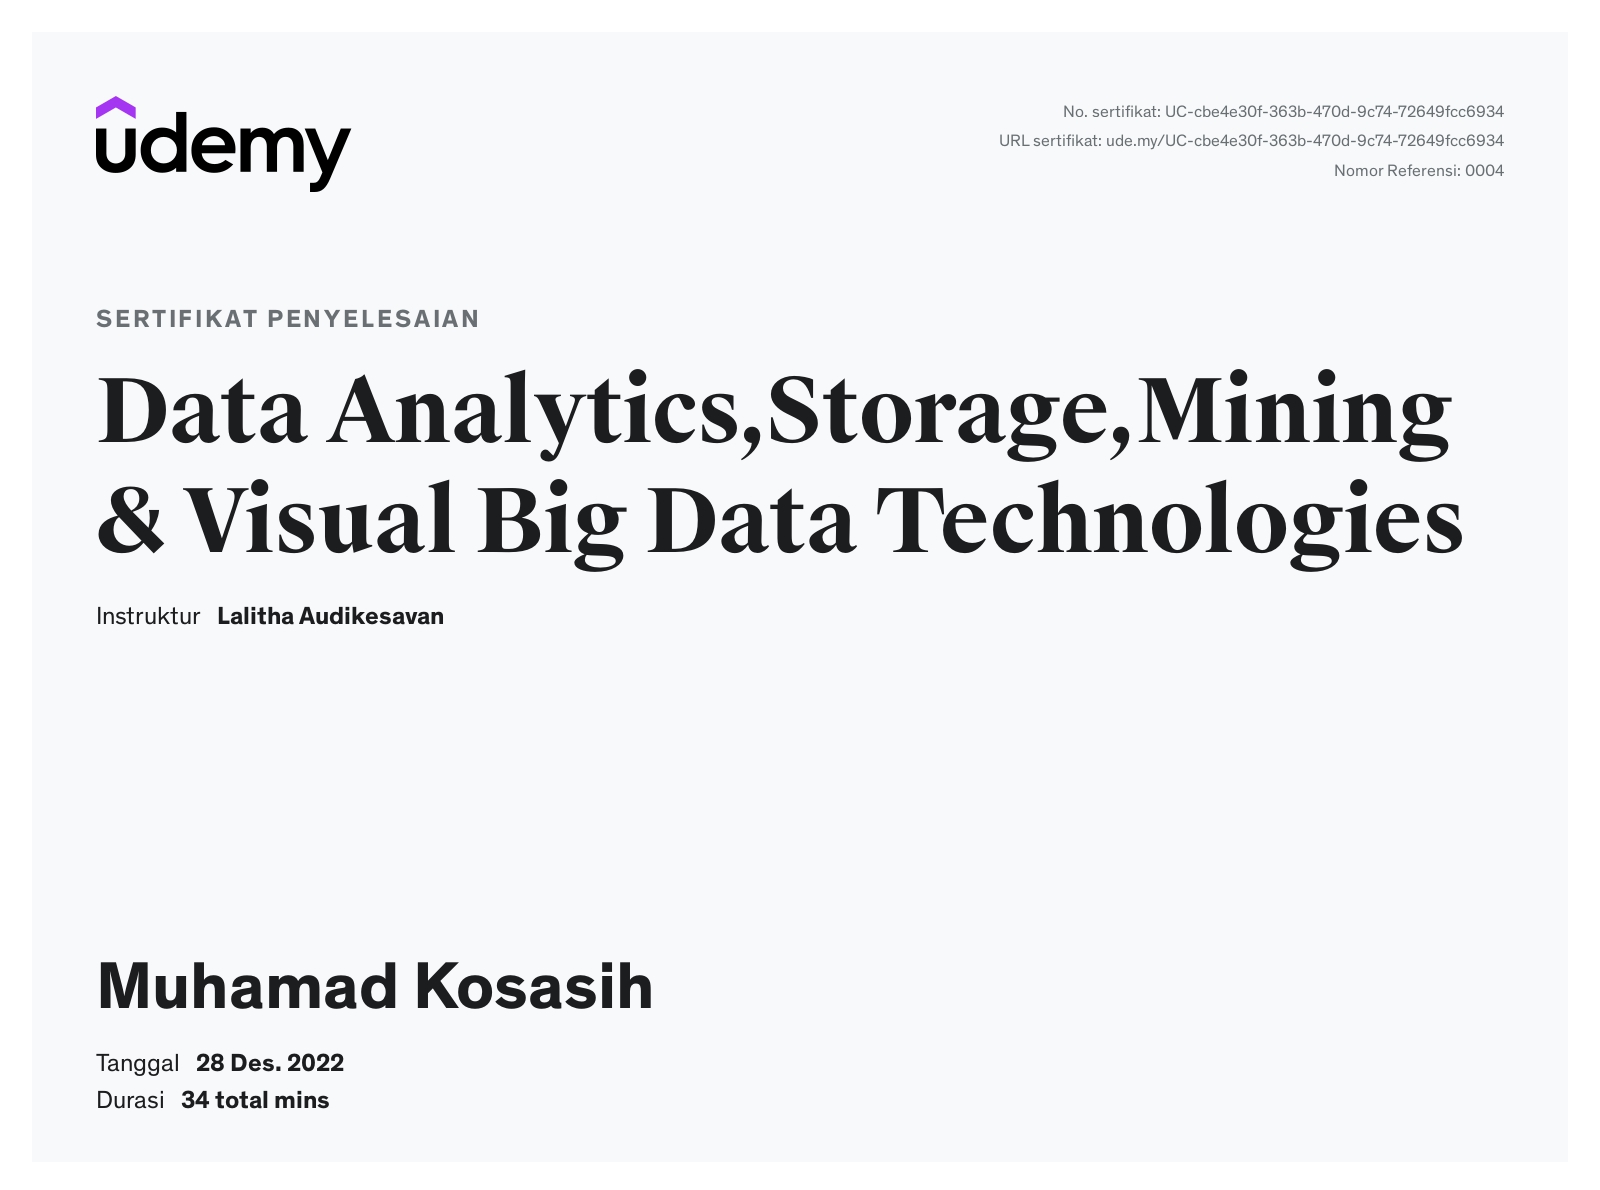 udemy
No. sertifikat: UC-cbe4e30f-363b-470d-9c74-72649fcc6934
URL sertifikat: ude.my/UC-cbe4e30f-363b-470d-9c74-72649fcc6934
Nomor Referensi: 0004
SERTIFIKAT PENYELESAIAN
Data Analytics,Storage,Mining
& Visual Big Data Technologies
Instruktur Lalitha Audikesavan
Muhamad Kosasih
Tanggal 28 Des. 2022
Durasi 34 total mins